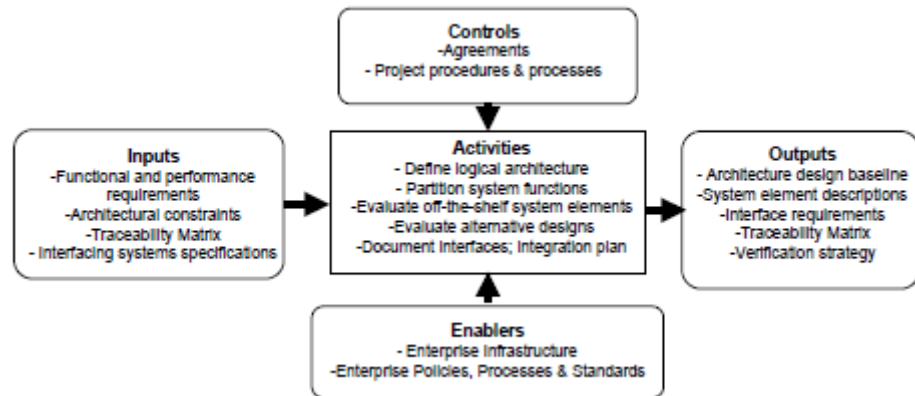 Controls
-Agreements
- Project procedures & processes
Inputs
-Functional and performance
requirements
-Architectural constraints
-Traceability Matrix
- Interfacing systems specifications
Activities
- Define logical architecture
- Partition system functions
-Evaluate off-the-shelf system elements
-Evaluate alternative designs
-Document Interfaces; Integration plan
Outputs
- Architecture design baseline
-System element descriptions
-Interface requirements
-Traceability Matrix
-Verification strategy
Enablers
- Enterprise Infrastructure
-Enterprise Policies, Processes & Standards